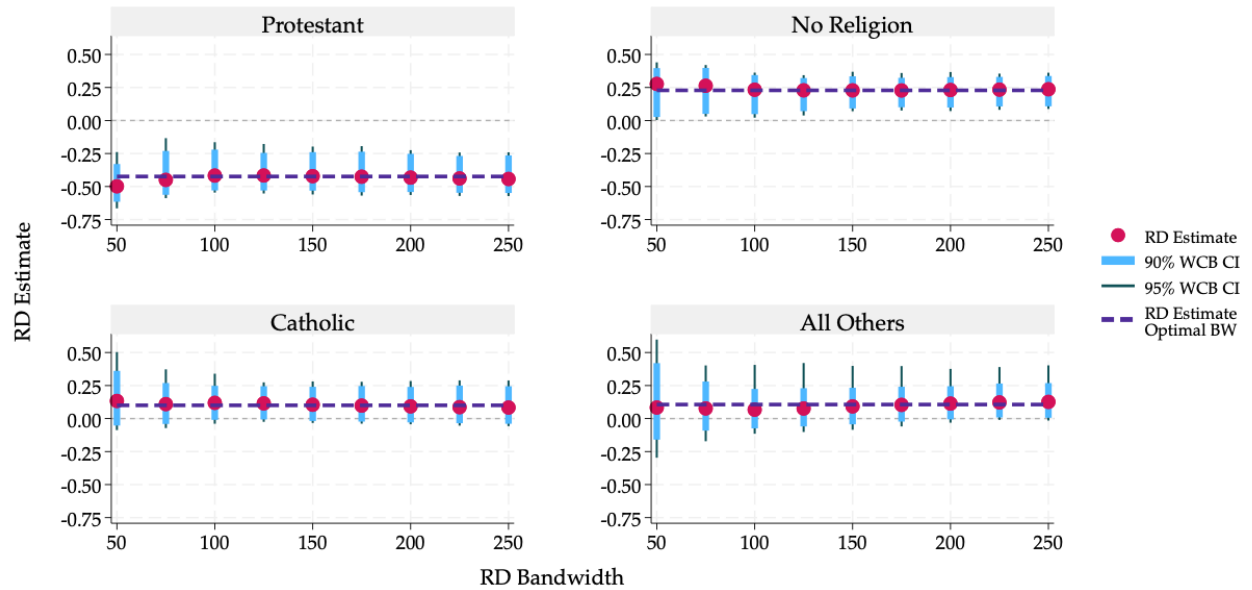 Protestant
0.50
0.25
0.00
-0.25
-0.50
-0.75
50 100 150 200 250
No Religion
0.50
0.25
0.00
-0.25
-0.50
-0.75
50 100 150 200 250
Catholic
0.50
0.25
0.00
-0.25
-0.50
-0.75
50 100 150 200 250
All Others
0.50
0.25
0.00
-0.25
-0.50
-0.75
50 100 150 200 250
RD Estimate
RD Bandwidth
RD Estimate
90% WCB CI
95% WCB CI
RD Estimate
Optimal BW